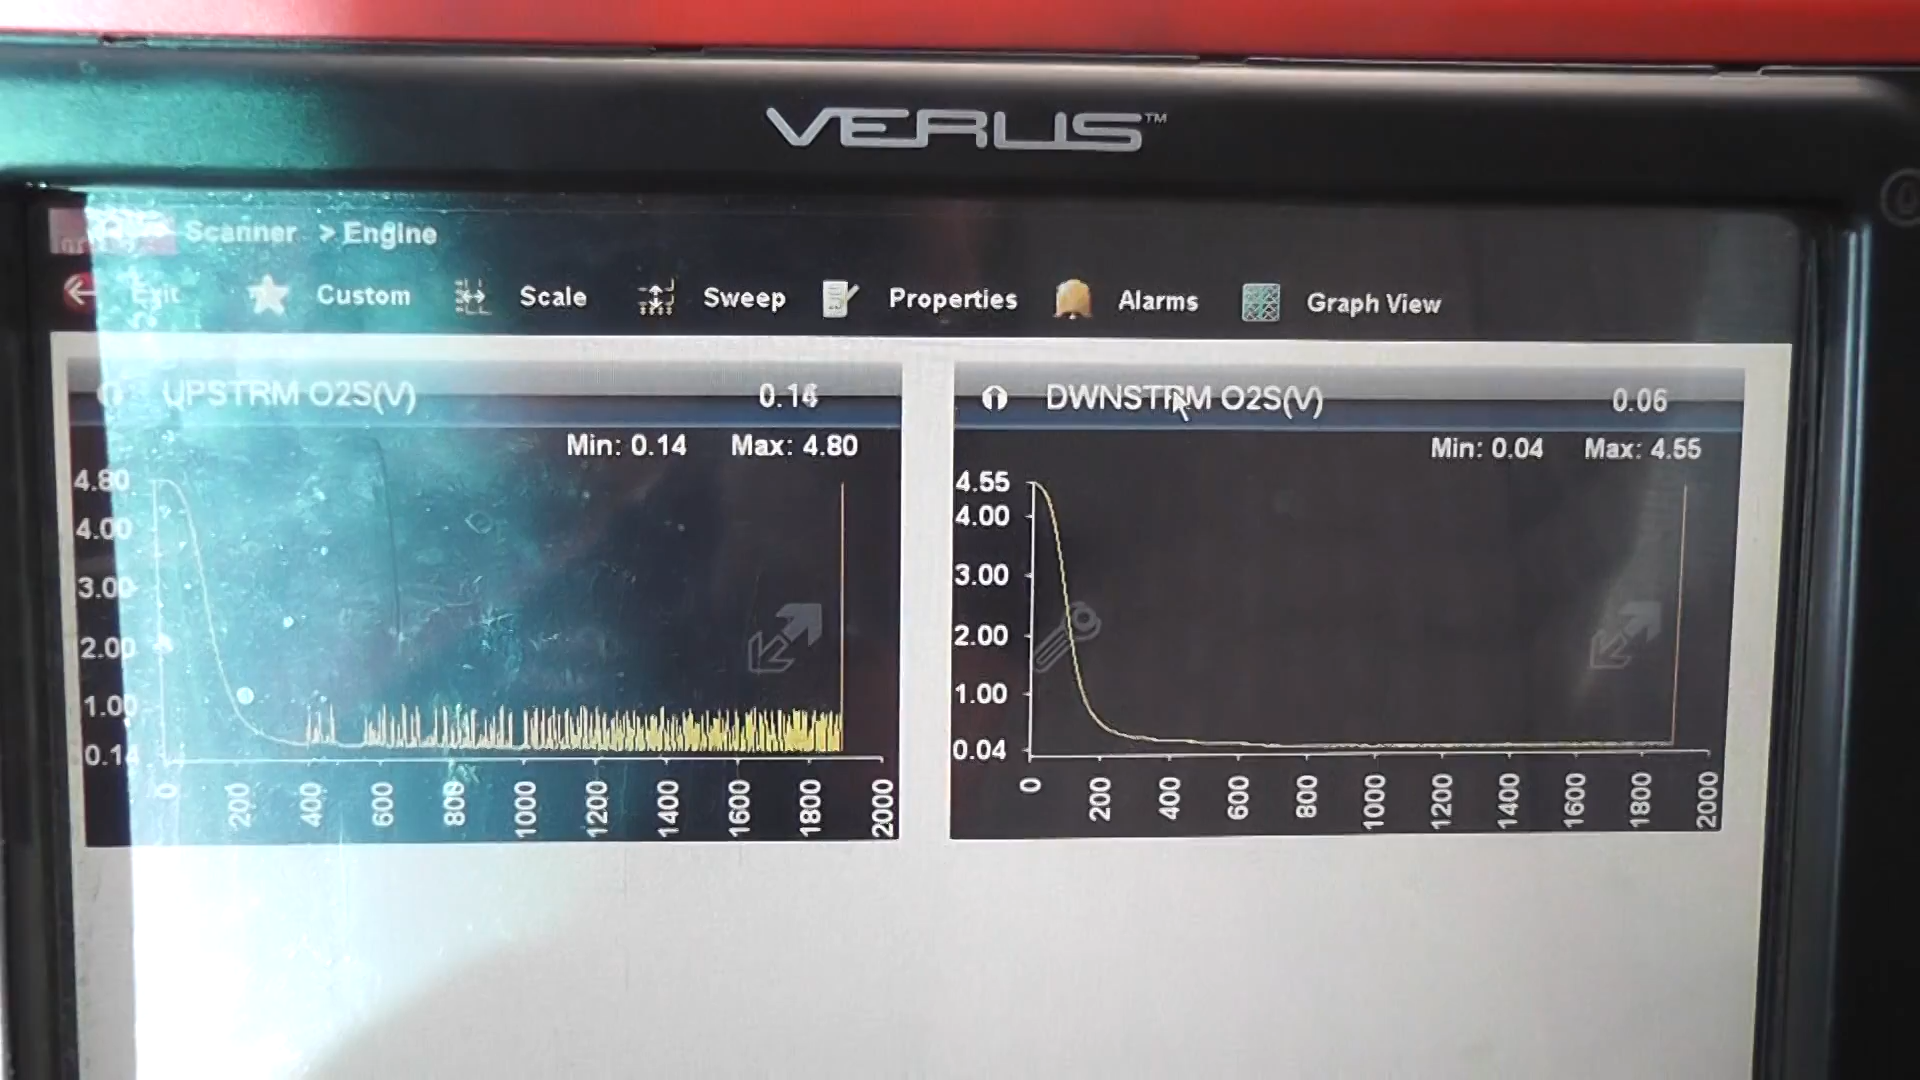 VERUS™
Scanner > Engine
Exit Custom Scale Sweep Properties Alarms Graph View
UPSTRM O2S(V)
Min: 0.14 Max: 4.80
4.80
4.00
3.00
2.00
1.00
0.14
0 200 400 600 800 1000 1200 1400 1600 1800 2000
DWNSTRM O2S(V) 0.06
Min: 0.04 Max: 4.55
4.55
4.00
3.00
2.00
1.00
0.04
0 200 400 600 800 1000 1200 1400 1600 1800 2000